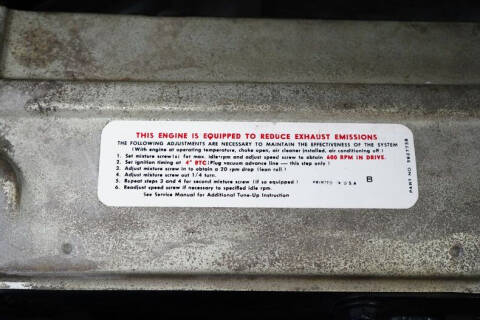 THIS ENGINE IS EQUIPPED TO REDUCE EXHAUST EMISSIONS
THE FOLLOWING ADJUSTMENTS ARE NECESSARY TO MAINTAIN THE EFFECTIVENESS OF THE SYSTEM
(With engine at operating temperature, choke open, air cleaner installed, air conditioning off)
1. Set mixture screw(s) for max. idle-rpm and adjust speed screw to obtain 600 RPM IN DRIVE.
2. Set ignition timing at 4° BTC (Plug vacuum advance line — this step only)
3. Adjust mixture screw in to obtain a 20 rpm drop (lean roll)
4. Adjust mixture screw out 1/4 turn.
5. Repeat steps 3 and 4 for second mixture screw (if so equipped)
6. Readjust speed screw if necessary to specified idle rpm.
See Service Manual for Additional Tune-Up Instruction
PRINTED U.S.A.
B
PART NO.